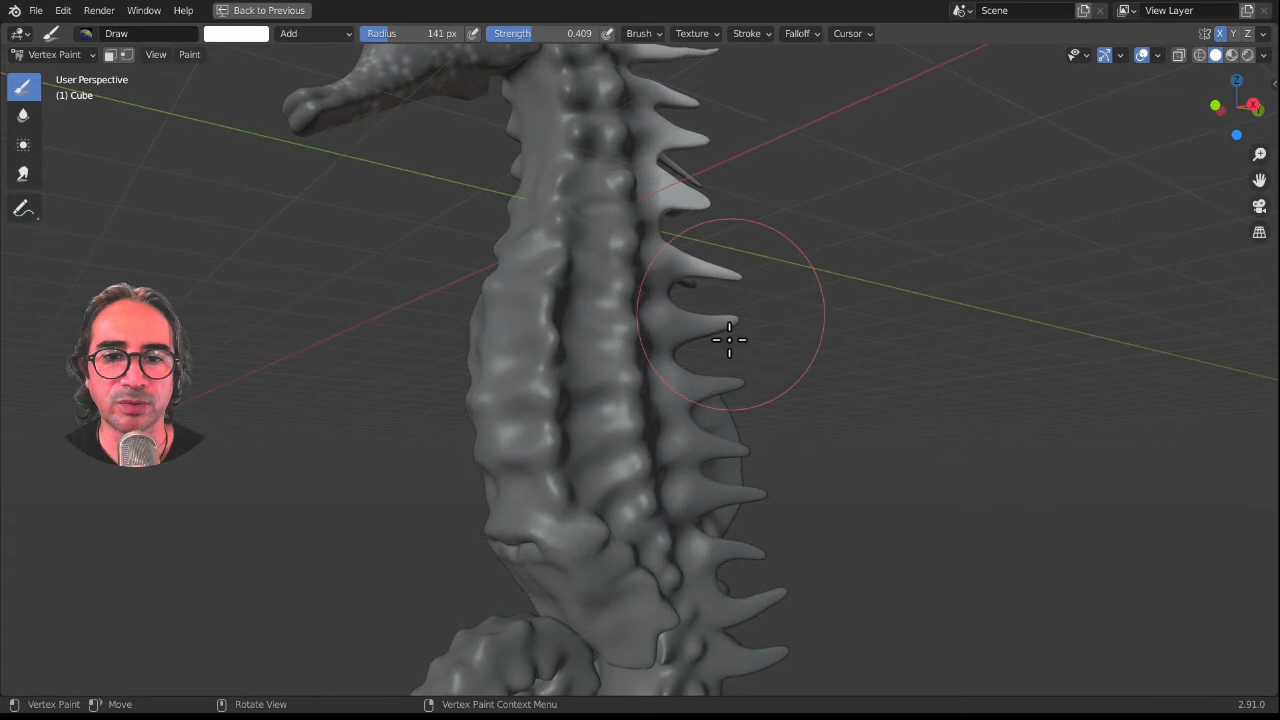 File Edit Render Window Help Back to Previous Scene View Layer
Draw Add Radius 141 px Strength 0.409 Brush Texture Stroke Falloff Cursor X Y Z
Vertex Paint View Paint
User Perspective
(1) Cube
Z
X
Y
Vertex Paint Move Rotate View Vertex Paint Context Menu 2.91.0